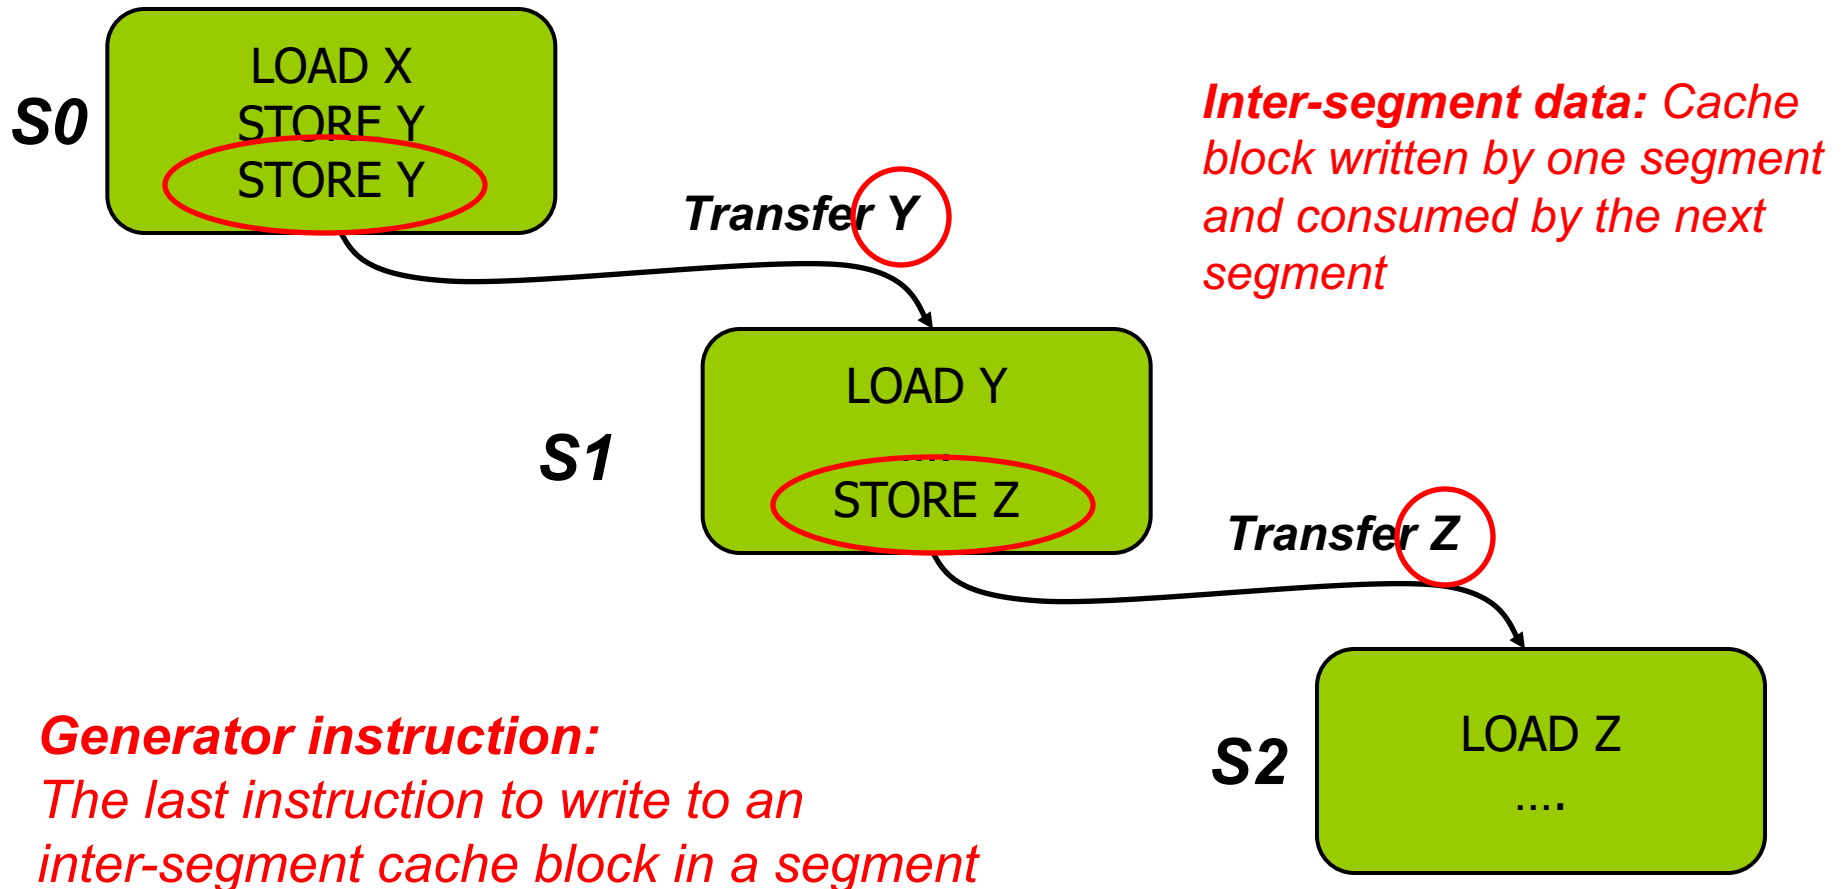 S0
LOAD X
STORE Y
STORE Y
Transfer Y
Inter-segment data: Cache
block written by one segment
and consumed by the next
segment
S1
LOAD Y
....
STORE Z
Transfer Z
S2
LOAD Z
....
Generator instruction:
The last instruction to write to an
inter-segment cache block in a segment